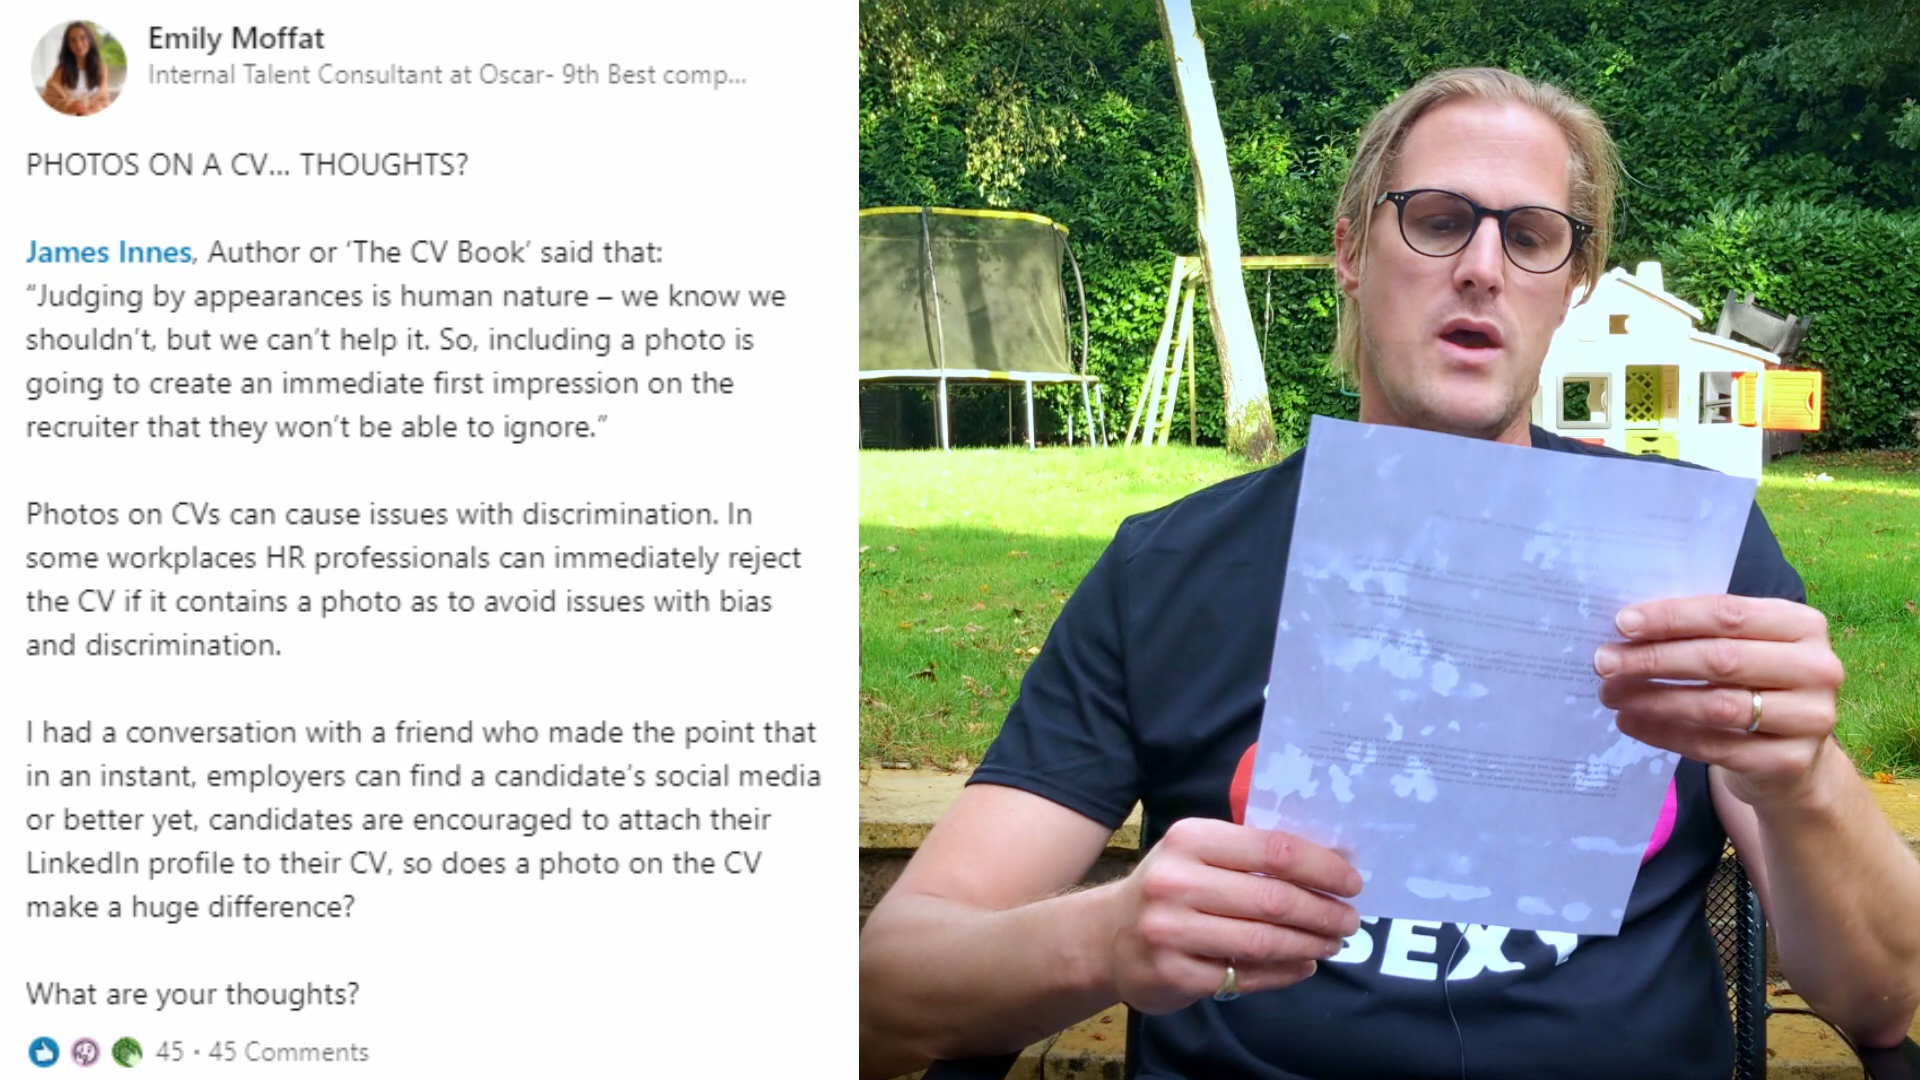 Emily Moffat
Internal Talent Consultant at Oscar- 9th Best comp...
PHOTOS ON A CV... THOUGHTS?
James Innes, Author or ‘The CV Book’ said that:
“Judging by appearances is human nature – we know we
shouldn’t, but we can’t help it. So, including a photo is
going to create an immediate first impression on the
recruiter that they won’t be able to ignore.”
Photos on CVs can cause issues with discrimination. In
some workplaces HR professionals can immediately reject
the CV if it contains a photo as to avoid issues with bias
and discrimination.
I had a conversation with a friend who made the point that
in an instant, employers can find a candidate’s social media
or better yet, candidates are encouraged to attach their
LinkedIn profile to their CV, so does a photo on the CV
make a huge difference?
What are your thoughts?
45 · 45 Comments
SEXY